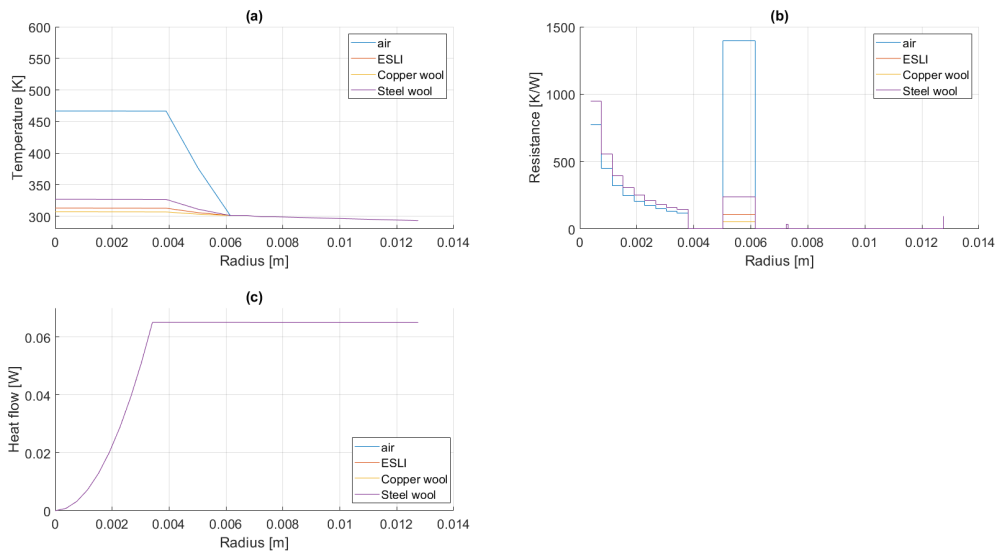 (a)
Temperature [K]
600
550
500
450
400
350
300
0
0.002
0.004
0.006
0.008
0.01
0.012
0.014
Radius [m]
air
ESLI
Copper wool
Steel wool
(b)
Resistance [K/W]
1500
1000
500
0
0
0.002
0.004
0.006
0.008
0.01
0.012
0.014
Radius [m]
air
ESLI
Copper wool
Steel wool
(c)
Heat flow [W]
0.06
0.04
0.02
0
0
0.002
0.004
0.006
0.008
0.01
0.012
0.014
Radius [m]
air
ESLI
Copper wool
Steel wool